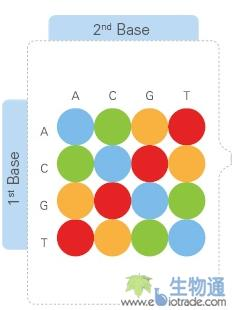 2nd Base
A C G T
1st Base
A
C
G
T
生物通
www.ebiotrade.com